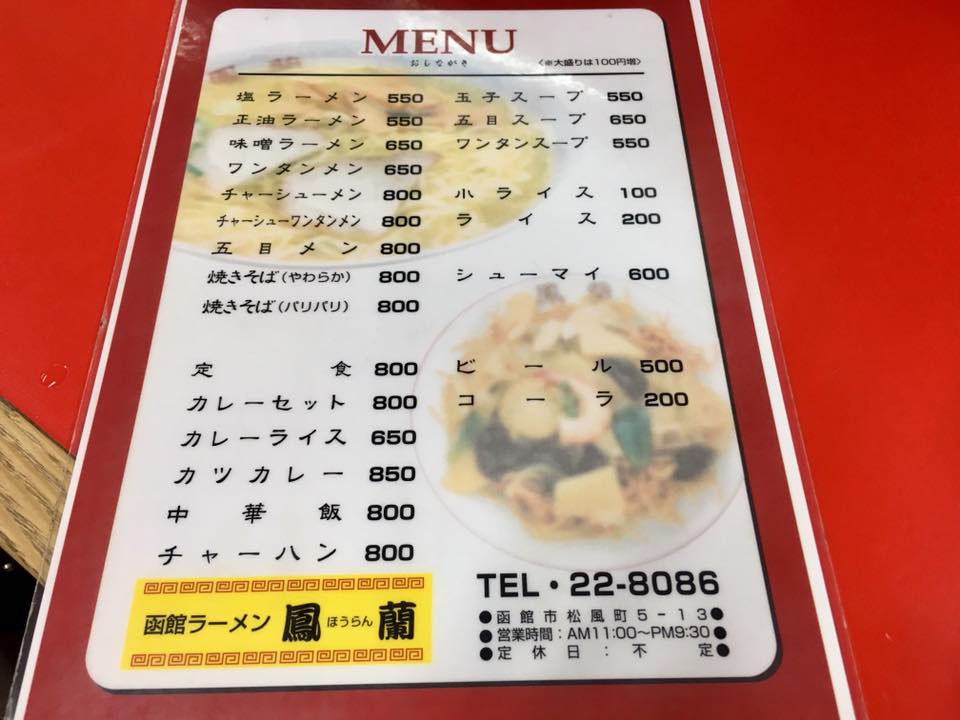 MENU
おしながき
〈※大盛りは100円増〉
塩ラーメン 550
正油ラーメン 550
味噌ラーメン 650
ワンタンメン 650
チャーシューメン 800
チャーシューワンタンメン 800
五目メン 800
焼きそば(やわらか) 800
焼きそば(パリパリ) 800
定食 800
カレーセット 800
カレーライス 650
カツカレー 850
中華飯 800
チャーハン 800
玉子スープ 550
五目スープ 650
ワンタンスープ 550
小ライス 100
ライス 200
シューマイ 600
ビール 500
コーラ 200
函館ラーメン 鳳蘭
ほうらん
TEL・22-8086
●函館市松風町5-13●
●営業時間:AM11:00~PM9:30●
●定休日:不定●